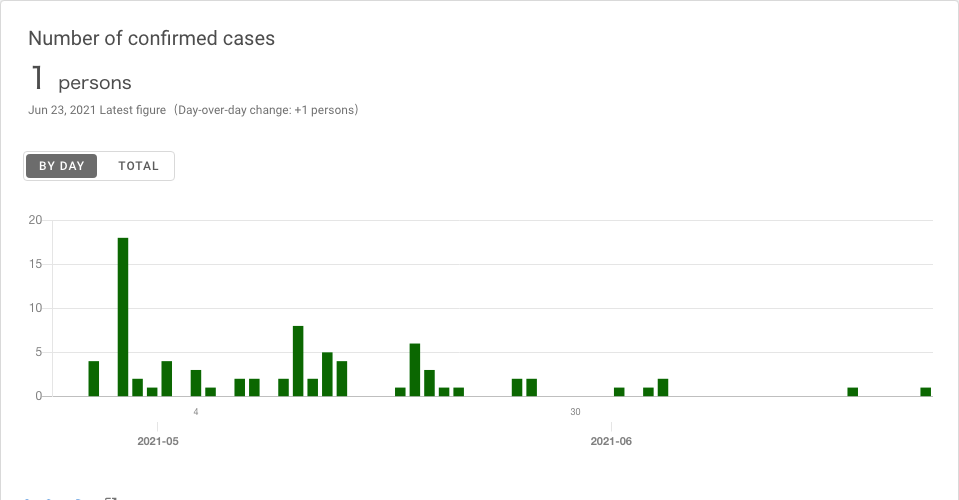 Number of confirmed cases
1 persons
Jun 23, 2021 Latest figure（Day-over-day change: +1 persons）
BY DAY TOTAL
20
15
10
5
0
4 30
2021-05 2021-06